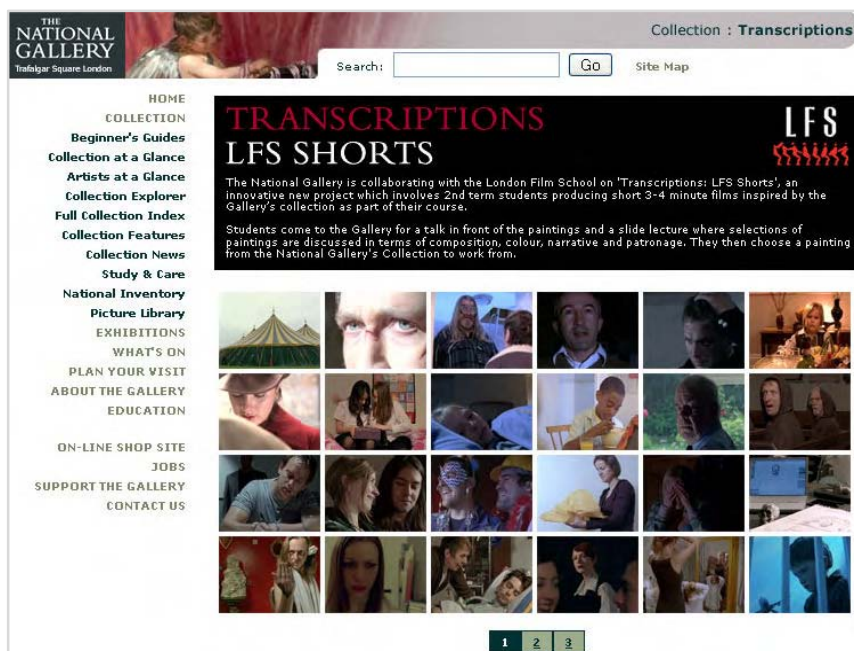 THE
NATIONAL
GALLERY
Trafalgar Square London
Collection : Transcriptions
Search:
Go
Site Map
HOME
COLLECTION
Beginner's Guides
Collection at a Glance
Artists at a Glance
Collection Explorer
Full Collection Index
Collection Features
Collection News
Study & Care
National Inventory
Picture Library
EXHIBITIONS
WHAT'S ON
PLAN YOUR VISIT
ABOUT THE GALLERY
EDUCATION
ON-LINE SHOP SITE
JOBS
SUPPORT THE GALLERY
CONTACT US
TRANSCRIPTIONS
LFS SHORTS
LFS
The National Gallery is collaborating with the London Film School on 'Transcriptions: LFS Shorts', an
innovative new project which involves 2nd term students producing short 3-4 minute films inspired by the
Gallery's collection as part of their course.
Students come to the Gallery for a talk in front of the paintings and a slide lecture where selections of
paintings are discussed in terms of composition, colour, narrative and patronage. They then choose a painting
from the National Gallery's Collection to work from.
1 2 3